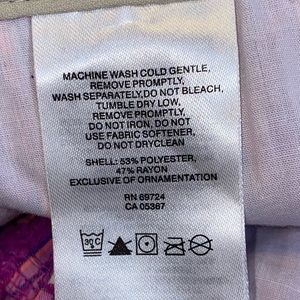 MACHINE WASH COLD GENTLE,
REMOVE PROMPTLY,
WASH SEPARATELY,DO NOT BLEACH,
TUMBLE DRY LOW,
REMOVE PROMPTLY,
DO NOT IRON, DO NOT
USE FABRIC SOFTENER,
DO NOT DRYCLEAN
SHELL: 53% POLYESTER,
47% RAYON
EXCLUSIVE OF ORNAMENTATION
RN 69724
CA 05367
30C